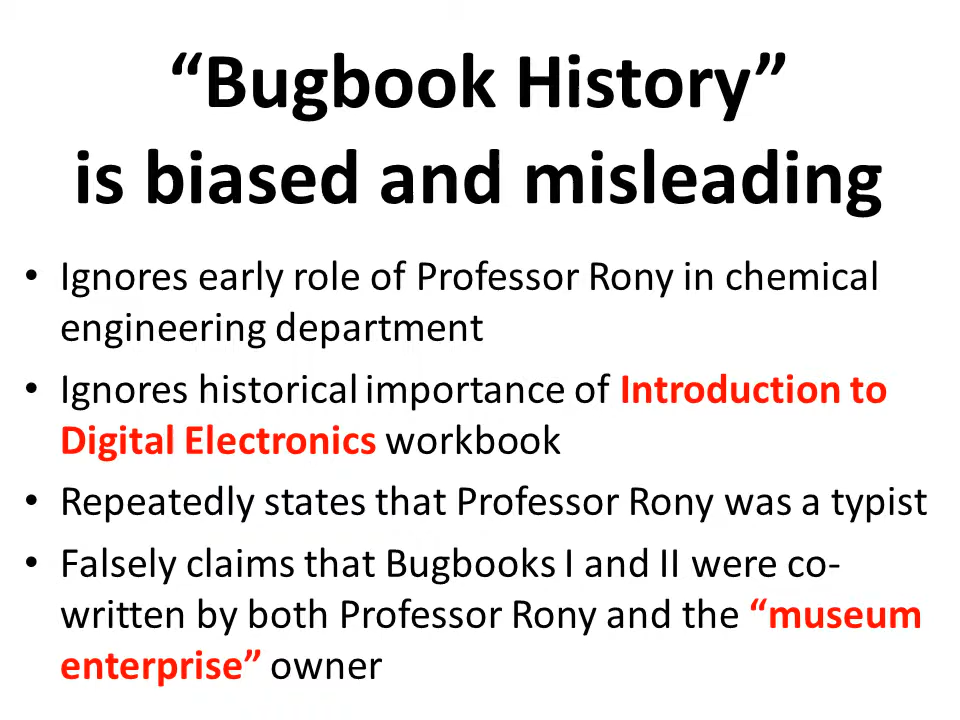 “Bugbook History”
is biased and misleading
• Ignores early role of Professor Rony in chemical
engineering department
• Ignores historical importance of Introduction to
Digital Electronics workbook
• Repeatedly states that Professor Rony was a typist
• Falsely claims that Bugbooks I and II were co-
written by both Professor Rony and the “museum
enterprise” owner